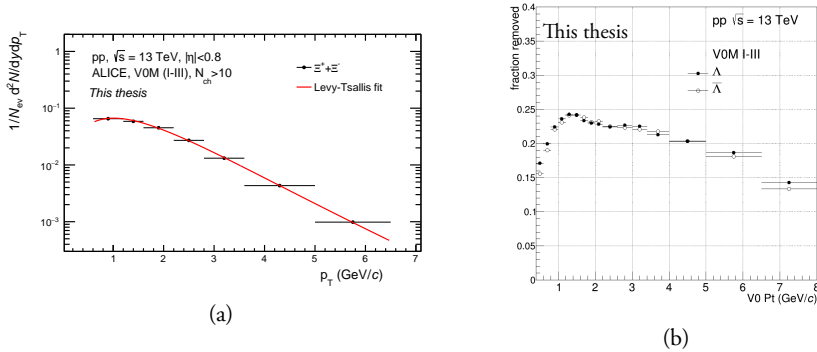 1/N_ev d²N/dydp_T
pp, √s = 13 TeV, |η|<0.8
ALICE, V0M (I-III), N_ch>10
This thesis
Ξ⁺+Ξ⁻
Levy-Tsallis fit
1
10⁻¹
10⁻²
10⁻³
1 2 3 4 5 6 7
p_T (GeV/c)
(a)
fraction removed
This thesis
pp √s = 13 TeV
V0M I-III
Λ
Λ̅
0.4
0.35
0.3
0.25
0.2
0.15
0.1
0.05
0
1 2 3 4 5 6 7 8
V0 Pt (GeV/c)
(b)